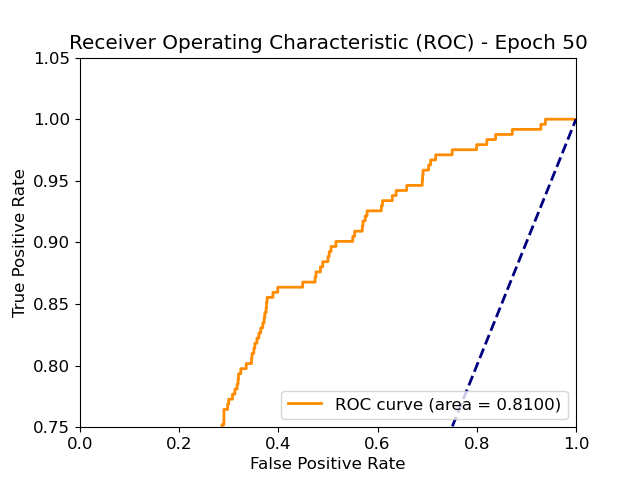 Receiver Operating Characteristic (ROC) - Epoch 50
1.05
1.00
0.95
0.90
0.85
0.80
0.75
True Positive Rate
ROC curve (area = 0.8100)
0.0 0.2 0.4 0.6 0.8 1.0
False Positive Rate